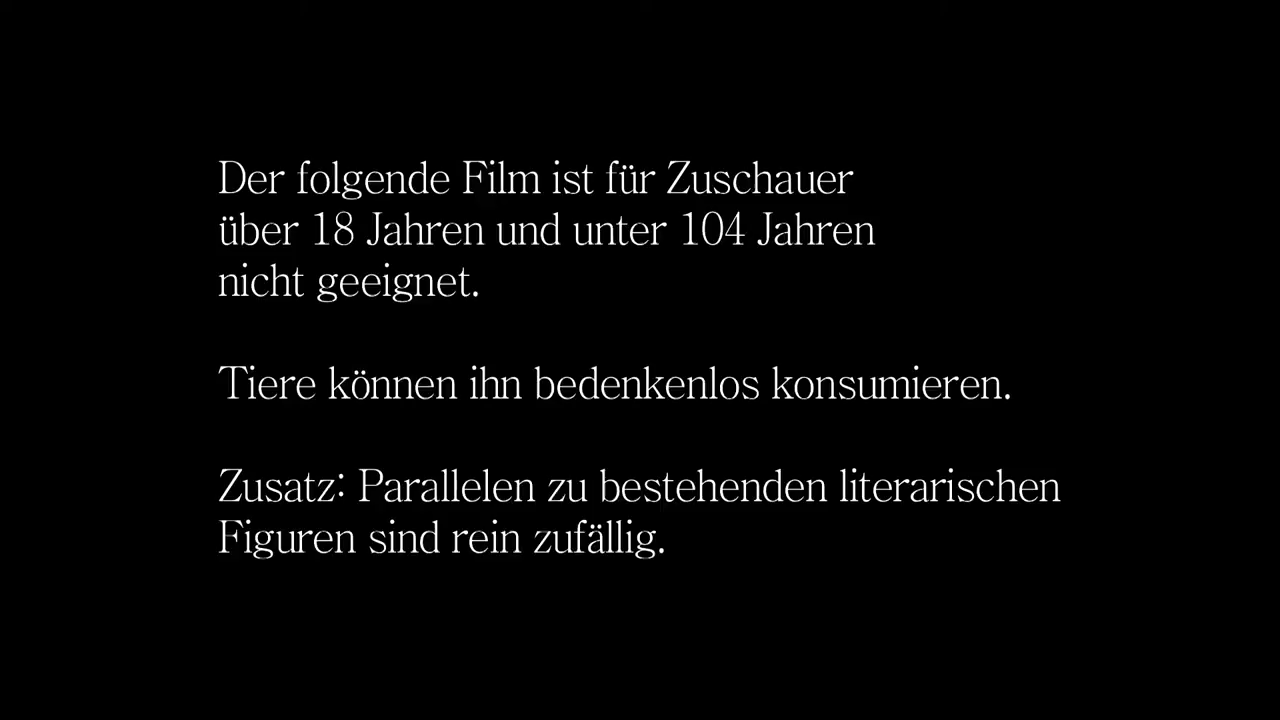 Der folgende Film ist für Zuschauer
über 18 Jahren und unter 104 Jahren
nicht geeignet.
Tiere können ihn bedenkenlos konsumieren.
Zusatz: Parallelen zu bestehenden literarischen
Figuren sind rein zufällig.